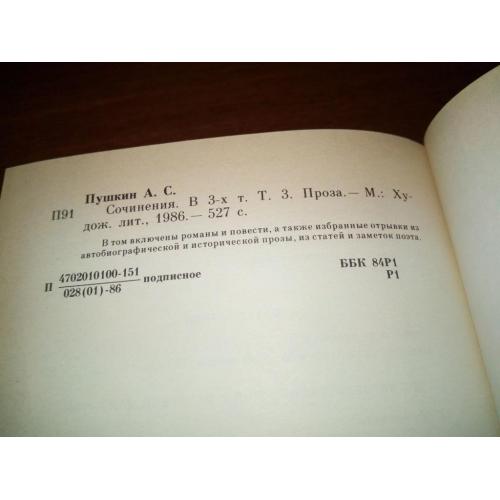 Пушкин А. С.
П91 Сочинения. В 3-х т. Т. 3. Проза.— М.: Ху-
дож. лит., 1986.— 527 с.
В том включены романы и повести, а также избранные отрывки из
автобиографической и исторической прозы, из статей и заметок поэта.
П 4702010100-151 подписное
028(01)-86
ББК 84Р1
Р1